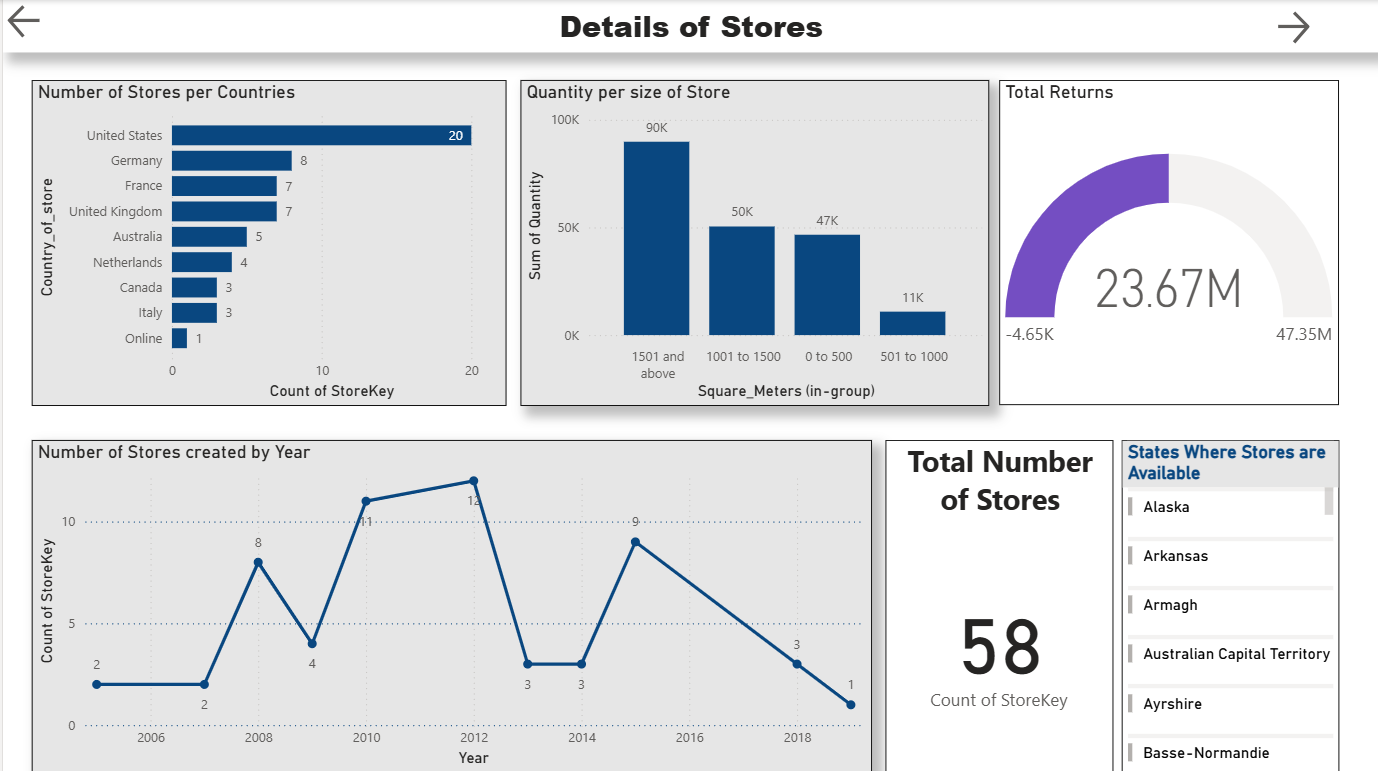 Details of Stores
Number of Stores per Countries
Country_of_store
United States
20
Germany
8
France
7
United Kingdom
7
Australia
5
Netherlands
4
Canada
3
Italy
3
Online
1
0
10
20
Count of StoreKey
Quantity per size of Store
Sum of Quantity
100K
50K
0K
90K
50K
47K
11K
1501 and
above
1001 to 1500
0 to 500
501 to 1000
Square_Meters (in-group)
Total Returns
23.67M
-4.65K
47.35M
Number of Stores created by Year
Count of StoreKey
10
5
0
2
2
8
4
11
12
3
3
9
3
1
2006
2008
2010
2012
2014
2016
2018
Year
Total Number
of Stores
58
Count of StoreKey
States Where Stores are
Available
Alaska
Arkansas
Armagh
Australian Capital Territory
Ayrshire
Basse-Normandie